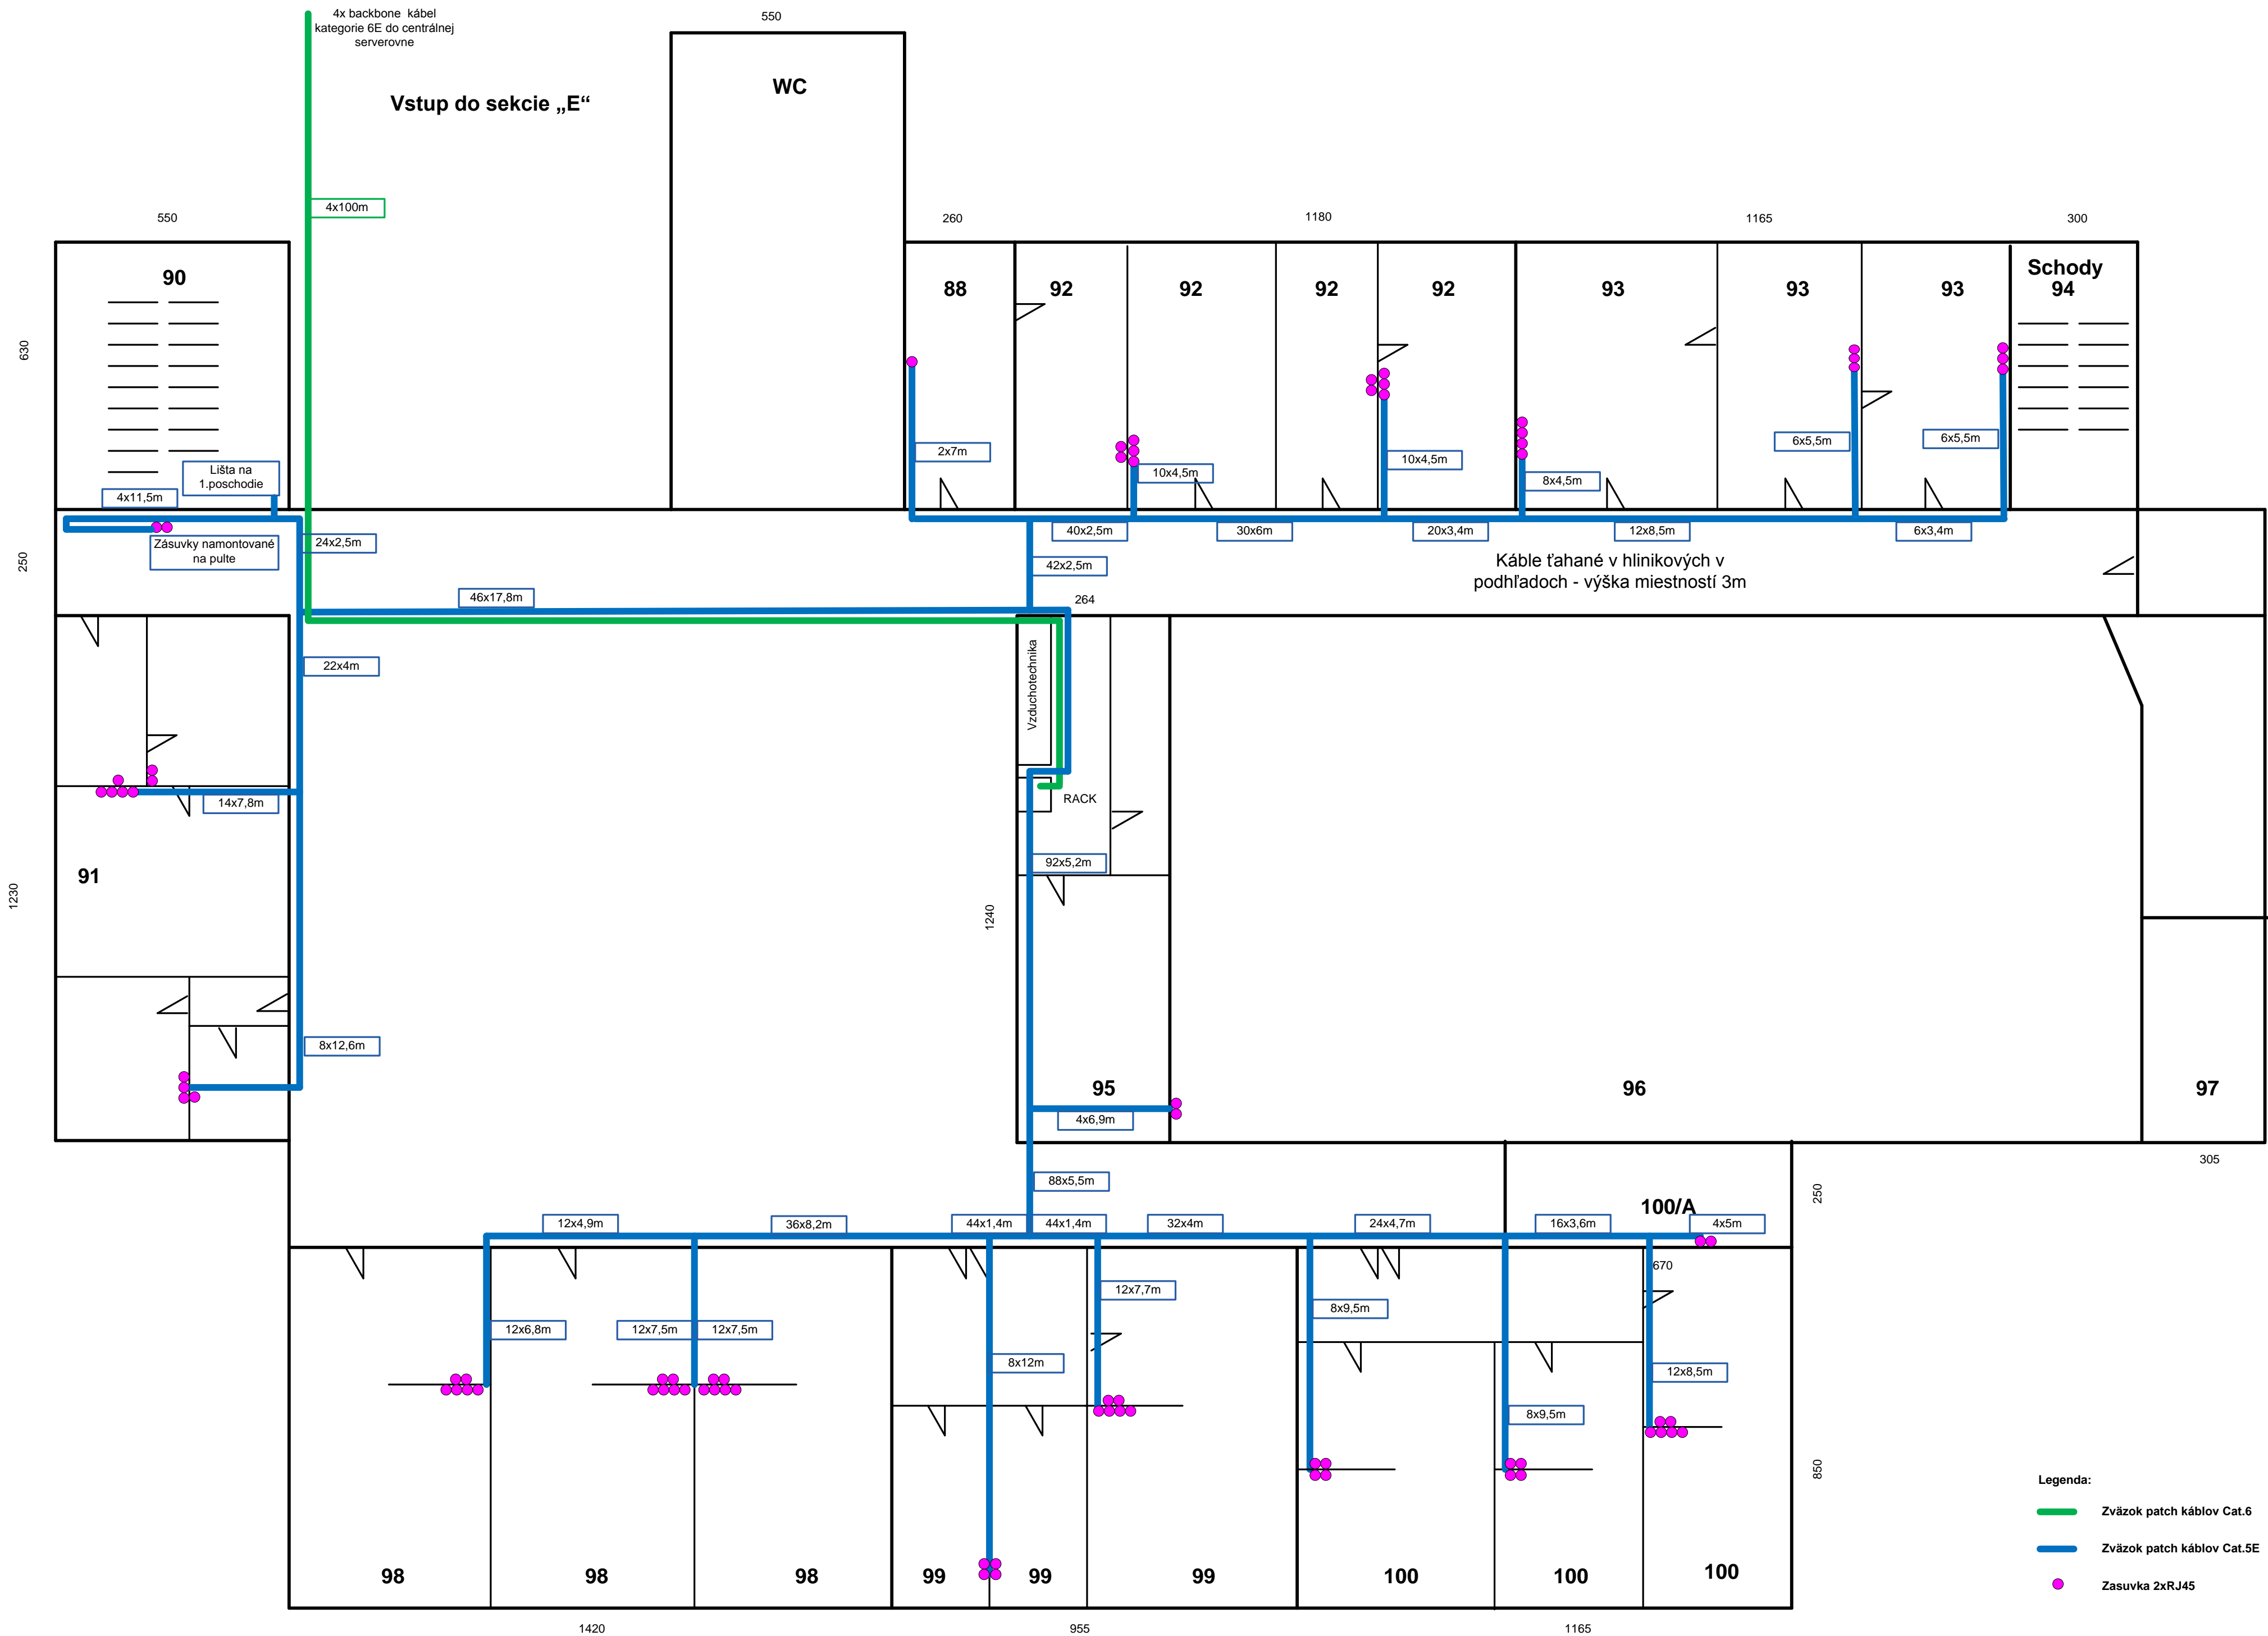 4x backbone  kábel
kategorie 6E do centrálnej
serverovne
550
Vstup do sekcie „E“
WC
4x100m
550
260
1180
1165
300
90
88
92
92
92
92
93
93
93
Schody
94
630
Lišta na
1.poschodie
4x11,5m
2x7m
10x4,5m
10x4,5m
8x4,5m
6x5,5m
6x5,5m
Zásuvky namontované
na pulte
24x2,5m
40x2,5m
30x6m
20x3,4m
12x8,5m
6x3,4m
250
42x2,5m
Káble ťahané v hlinikových v
podhľadoch - výška miestností 3m
46x17,8m
264
22x4m
Vzduchotechnika
14x7,8m
RACK
91
92x5,2m
1230
1240
8x12,6m
95
96
97
4x6,9m
305
88x5,5m
250
100/A
12x4,9m
36x8,2m
44x1,4m
44x1,4m
32x4m
24x4,7m
16x3,6m
4x5m
670
12x6,8m
12x7,5m
12x7,5m
12x7,7m
8x9,5m
8x12m
12x8,5m
8x9,5m
850
98
98
98
99
99
99
100
100
100
1420
955
1165
Legenda:
Zväzok patch káblov Cat.6
Zväzok patch káblov Cat.5E
Zasuvka 2xRJ45